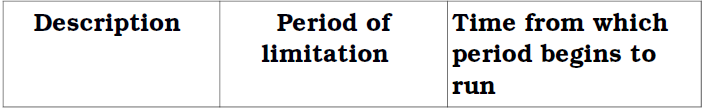 Description
Period of
limitation
Time from which
period begins to
run